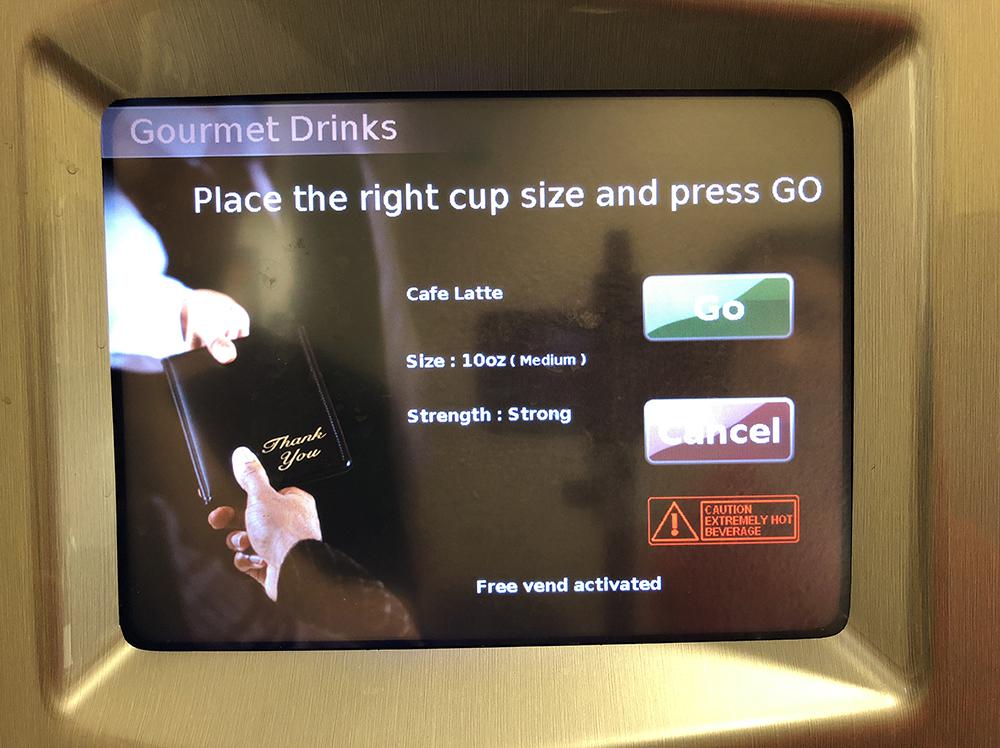 Gourmet Drinks
Place the right cup size and press GO
Cafe Latte
Go
Size : 10oz ( Medium )
Strength : Strong
Cancel
Thank
You
CAUTION
EXTREMELY HOT
BEVERAGE
Free vend activated